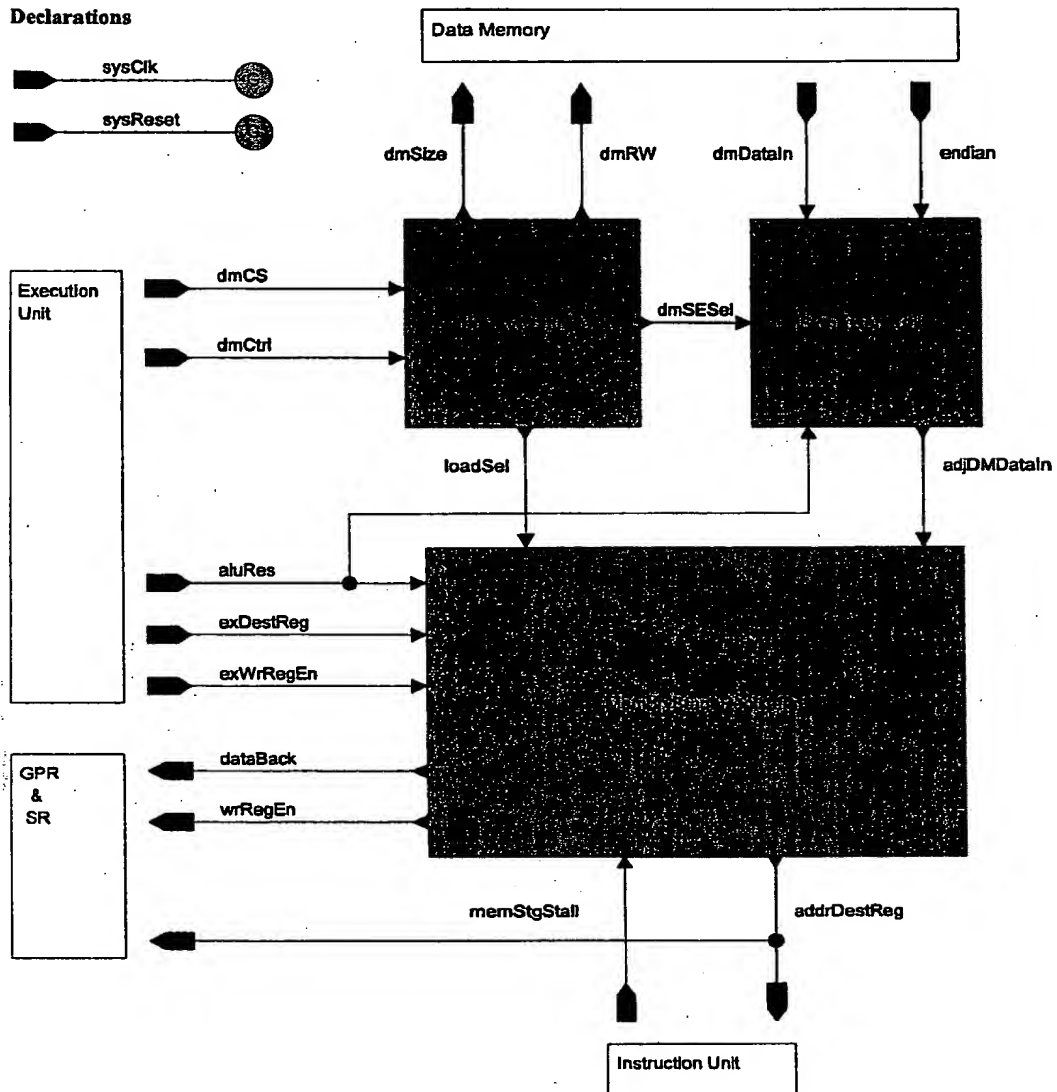 Declarations
Data Memory
sysClk
sysReset
dmSize
dmRW
dmDataIn
endian
Execution
Unit
dmCS
dmSESel
dmCtrl
loadSel
adjDMDataIn
aluRes
exDestReg
exWrRegEn
GPR
&
SR
dataBack
wrRegEn
memStgStall
addrDestReg
Instruction Unit